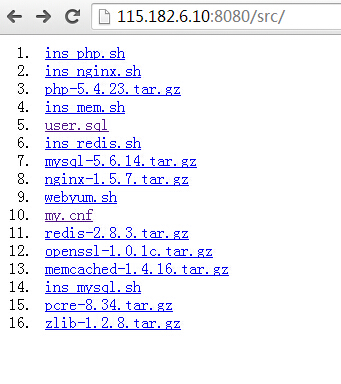 115.182.6.10:8080/src/
1. ins_php.sh
2. ins_nginx.sh
3. php-5.4.23.tar.gz
4. ins_mem.sh
5. user.sql
6. ins_redis.sh
7. mysql-5.6.14.tar.gz
8. nginx-1.5.7.tar.gz
9. webyum.sh
10. my.cnf
11. redis-2.8.3.tar.gz
12. openssl-1.0.1c.tar.gz
13. memcached-1.4.16.tar.gz
14. ins_mysql.sh
15. pcre-8.34.tar.gz
16. zlib-1.2.8.tar.gz